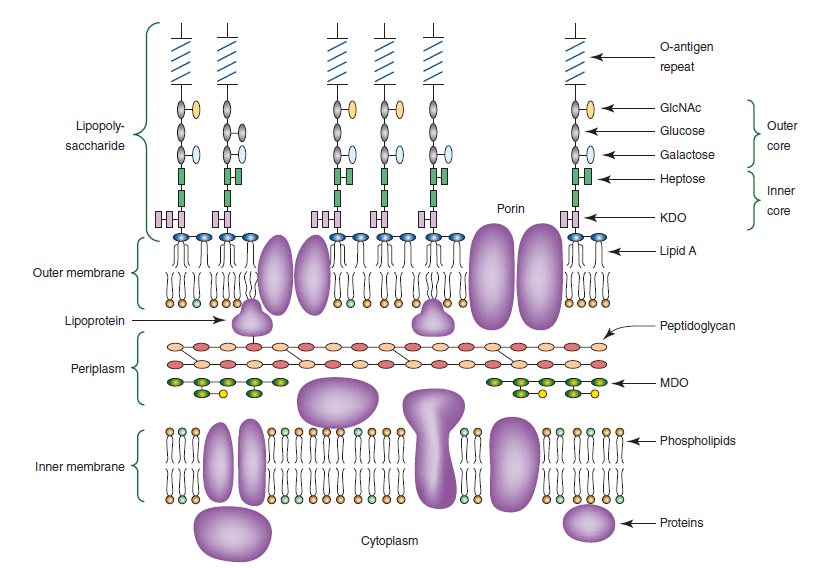 O-antigen
repeat
GlcNAc
Glucose
Galactose
Heptose
Outer
core
Inner
core
KDO
Lipopoly-
saccharide
Porin
Lipid A
Outer membrane
Lipoprotein
Peptidoglycan
Periplasm
MDO
Phospholipids
Inner membrane
Proteins
Cytoplasm